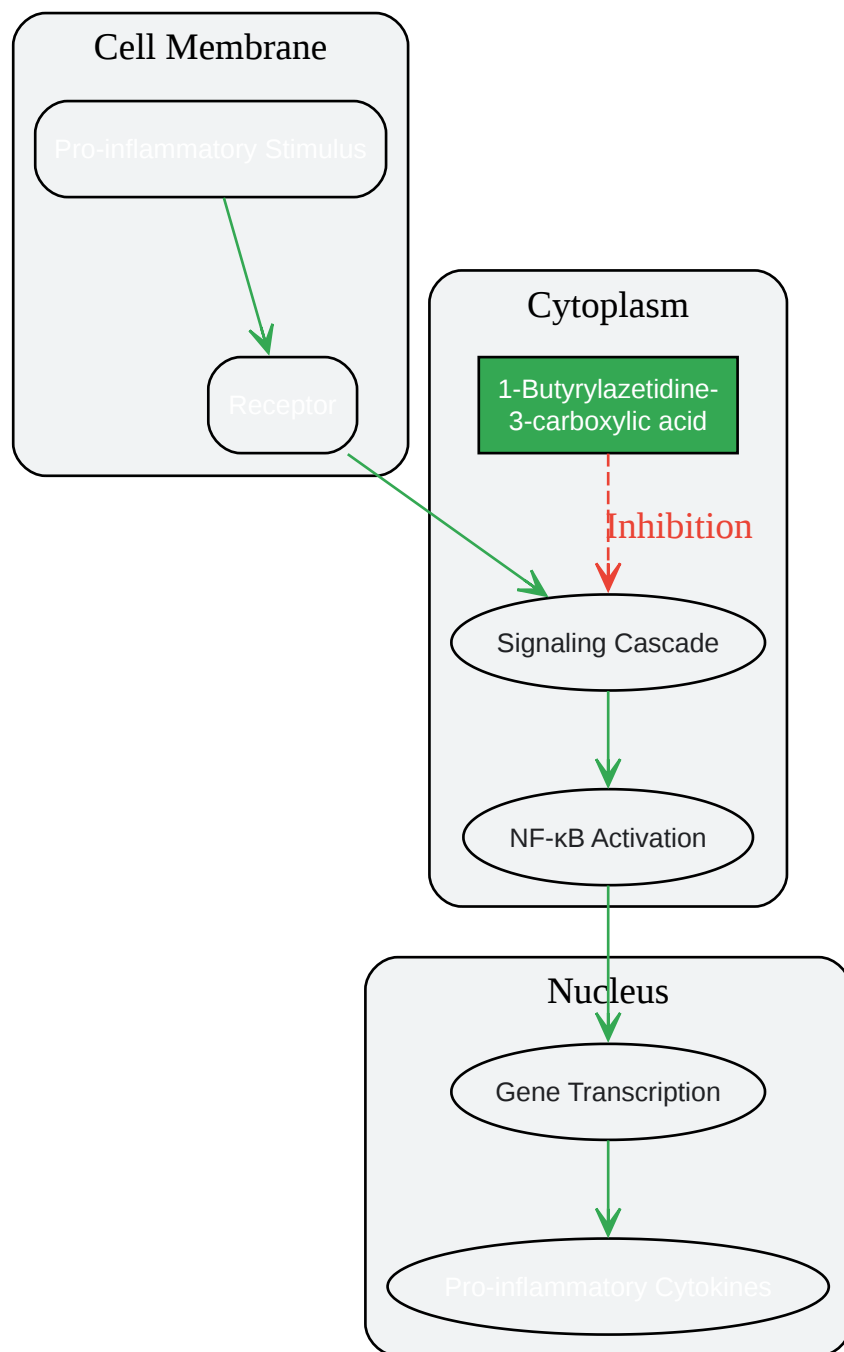 Cell Membrane
Pro-inflammatory Stimulus
Receptor
Cytoplasm
1-Butyrylazetidine-
3-carboxylic acid
Inhibition
Signaling Cascade
NF-κB Activation
Nucleus
Gene Transcription
Pro-inflammatory Cytokines